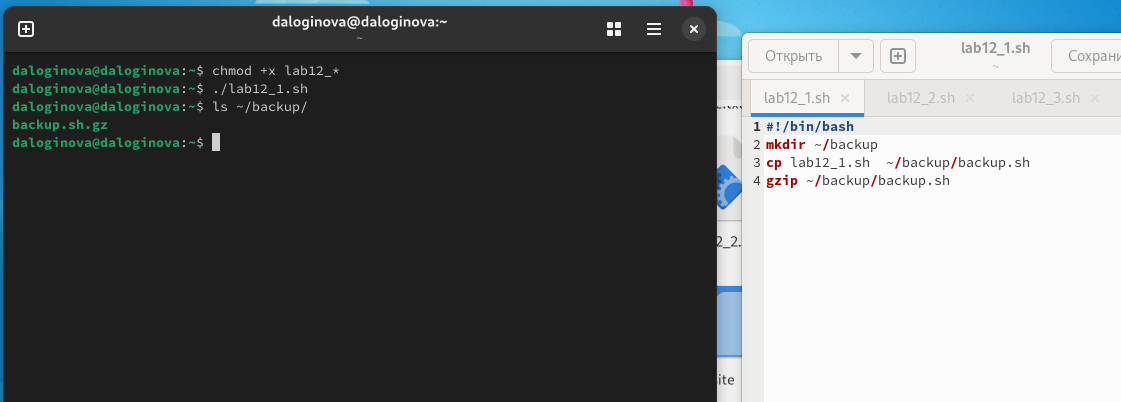 daloginova@daloginova:~
~
daloginova@daloginova:~$ chmod +x lab12_*
daloginova@daloginova:~$ ./lab12_1.sh
daloginova@daloginova:~$ ls ~/backup/
backup.sh.gz
daloginova@daloginova:~$
2_2.
site
Открыть
lab12_1.sh
~
Сохрани
lab12_1.sh × lab12_2.sh × lab12_3.sh ×
1 #!/bin/bash
2 mkdir ~/backup
3 cp lab12_1.sh  ~/backup/backup.sh
4 gzip ~/backup/backup.sh